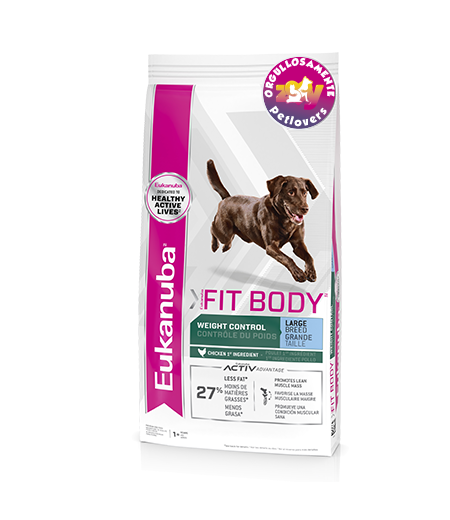 ORGULLOSAMENTE
zoy
petlovers
Eukanuba
DEDICATED TO
HEALTHY
ACTIVE
LIVES
Eukanuba
FIT BODY
WEIGHT CONTROL
CONTRÔLE DU POIDS
LARGE
BREED
GRANDE
TAILLE
CHICKEN 1ST INGREDIENT
ACTIV ADVANTAGE
27%
LESS FAT*
MOINS DE
MATIÈRES
GRASSES*
MENOS
GRASA*
PROMOTES LEAN
MUSCLE MASS
FAVORISE LA MASSE
MUSCULAIRE MAIGRE
PROMUEVE UNA
CONDICIÓN MUSCULAR
SANA
1+